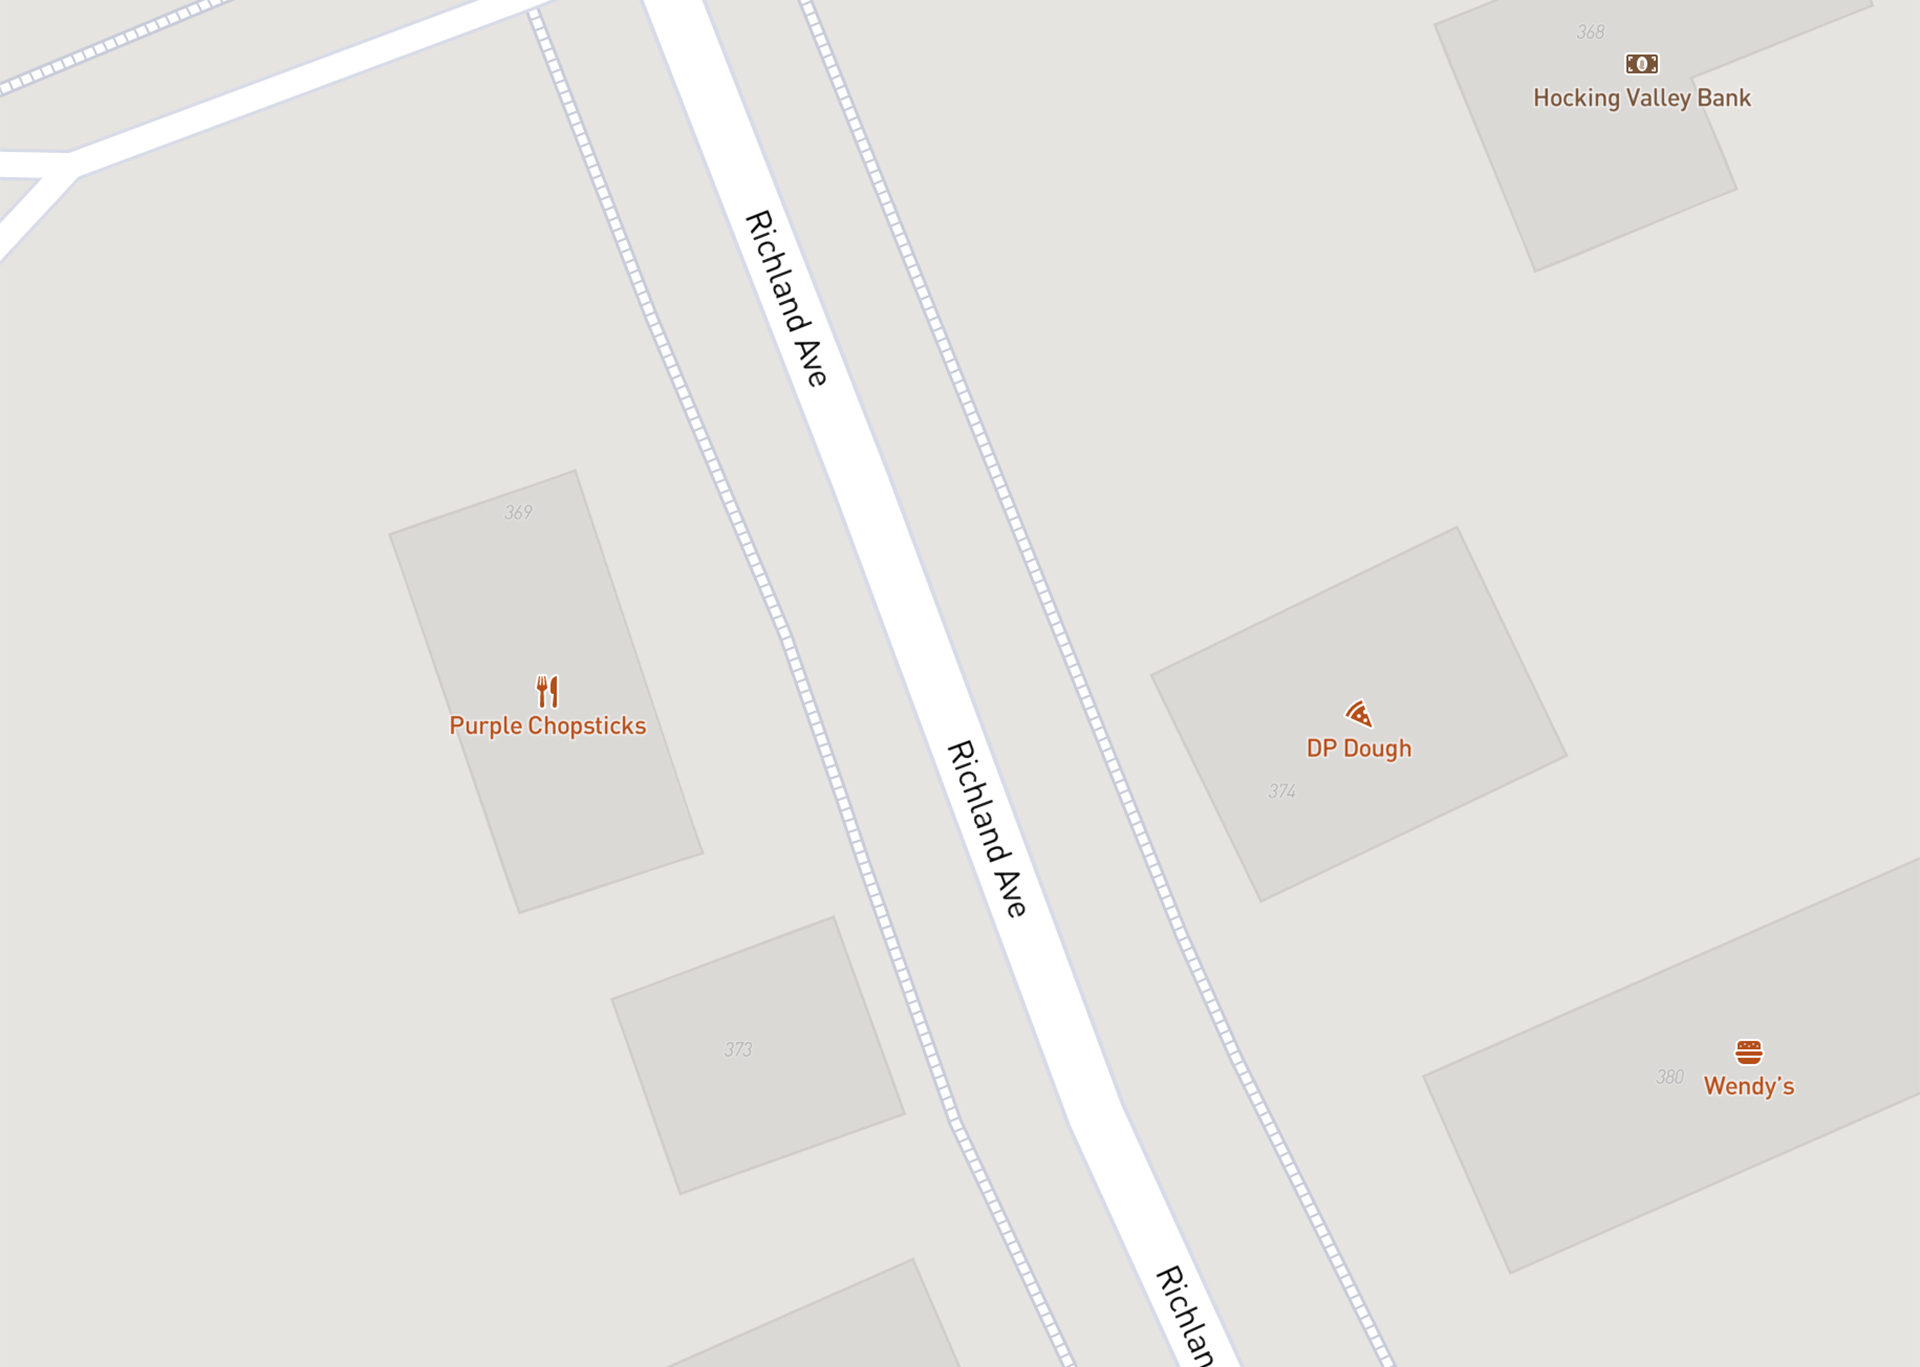 368
Hocking Valley Bank
Richland Ave
369
Purple Chopsticks
DP Dough
374
Richland Ave
373
380
Wendy's
Richlan